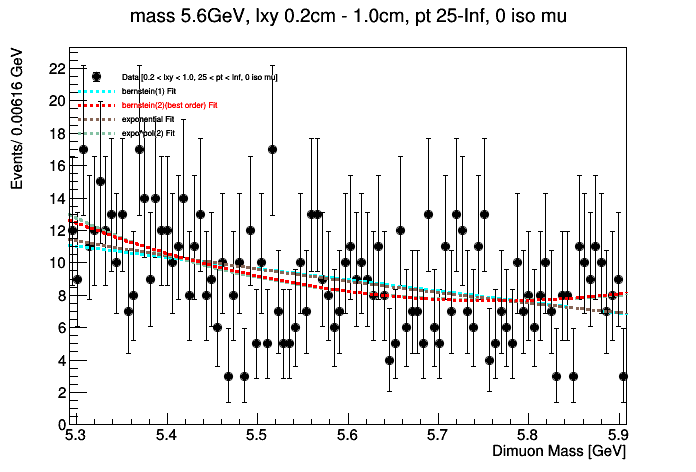 mass 5.6GeV, lxy 0.2cm - 1.0cm, pt 25-Inf, 0 iso mu
Events/ 0.00616 GeV
22
20
18
16
14
12
10
8
6
4
2
0
Data [0.2 < lxy < 1.0, 25 < pt < Inf, 0 iso mu]
bernstein(1) Fit
bernstein(2)(best order) Fit
exponential Fit
expo*pol(2) Fit
5.3 5.4 5.5 5.6 5.7 5.8 5.9
Dimuon Mass [GeV]